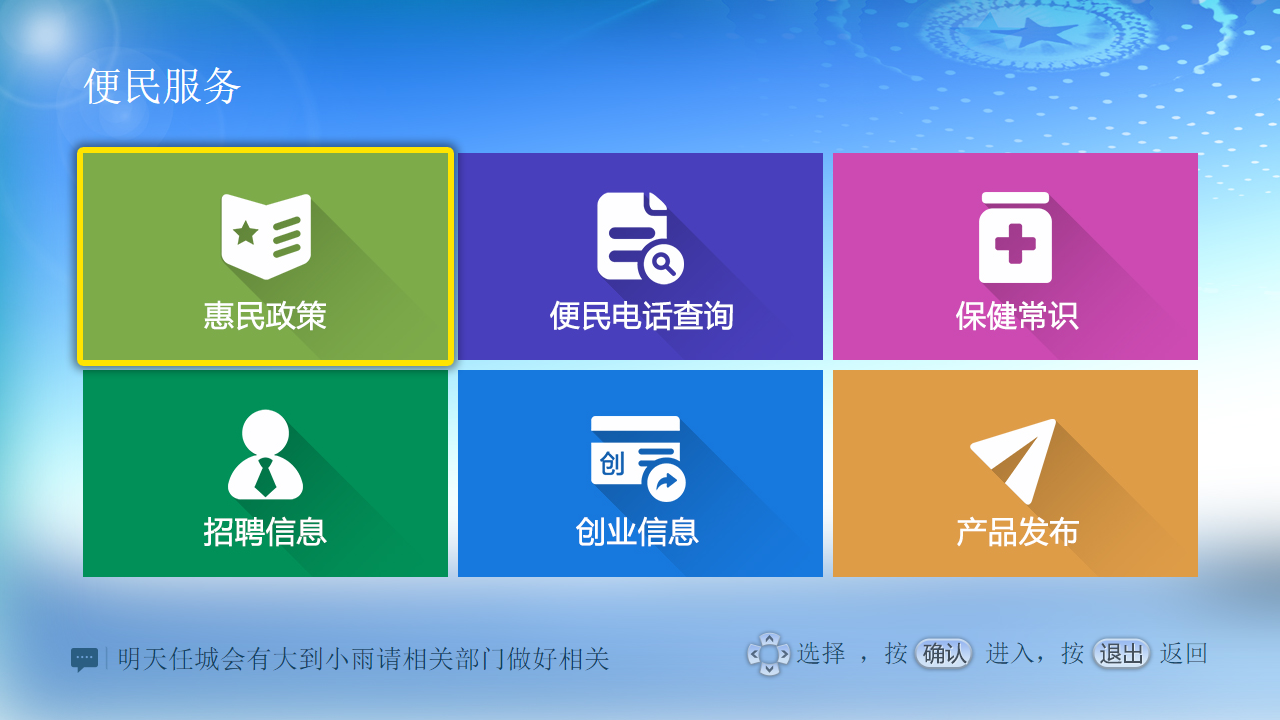 便民服务
惠民政策
便民电话查询
保健常识
招聘信息
创
创业信息
产品发布
明天任城会有大到小雨请相关部门做好相关
选择 ，按 确认 进入，按 退出 返回